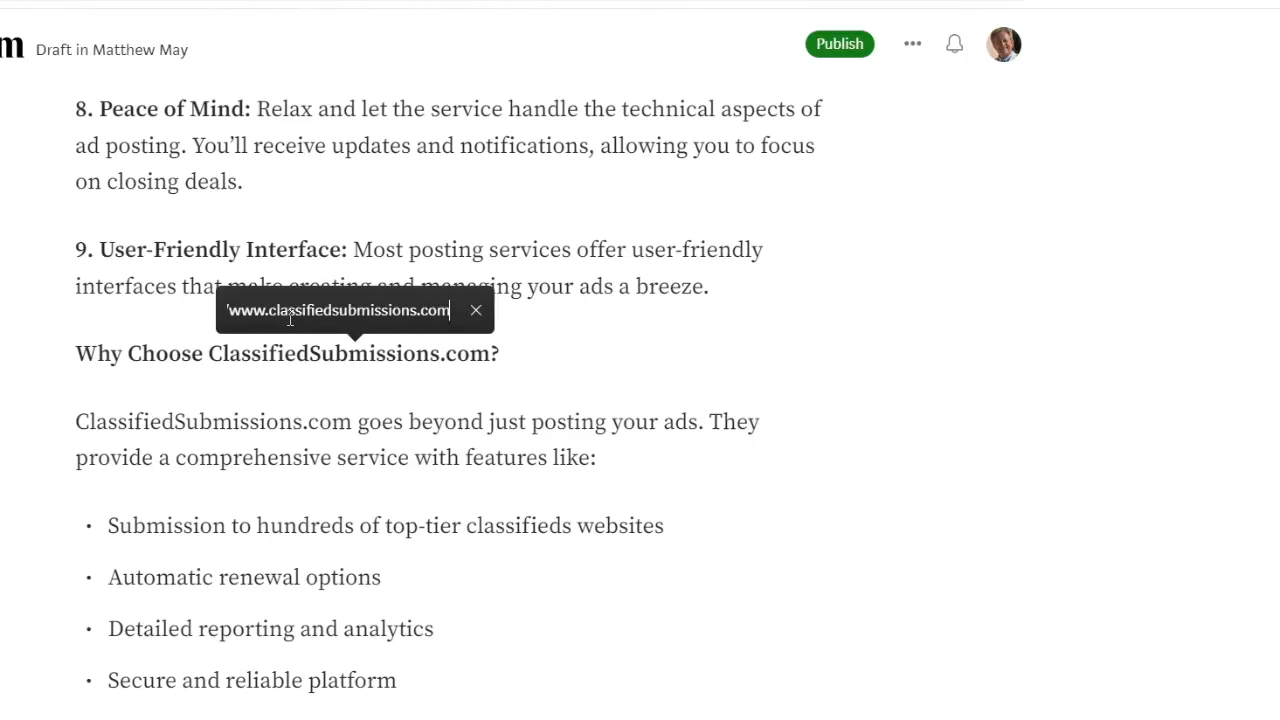 m Draft in Matthew May
Publish
8. Peace of Mind: Relax and let the service handle the technical aspects of
ad posting. You’ll receive updates and notifications, allowing you to focus
on closing deals.
9. User-Friendly Interface: Most posting services offer user-friendly
interfaces that make creating and managing your ads a breeze.
www.classifiedsubmissions.com
Why Choose ClassifiedSubmissions.com?
ClassifiedSubmissions.com goes beyond just posting your ads. They
provide a comprehensive service with features like:
• Submission to hundreds of top-tier classifieds websites
• Automatic renewal options
• Detailed reporting and analytics
• Secure and reliable platform